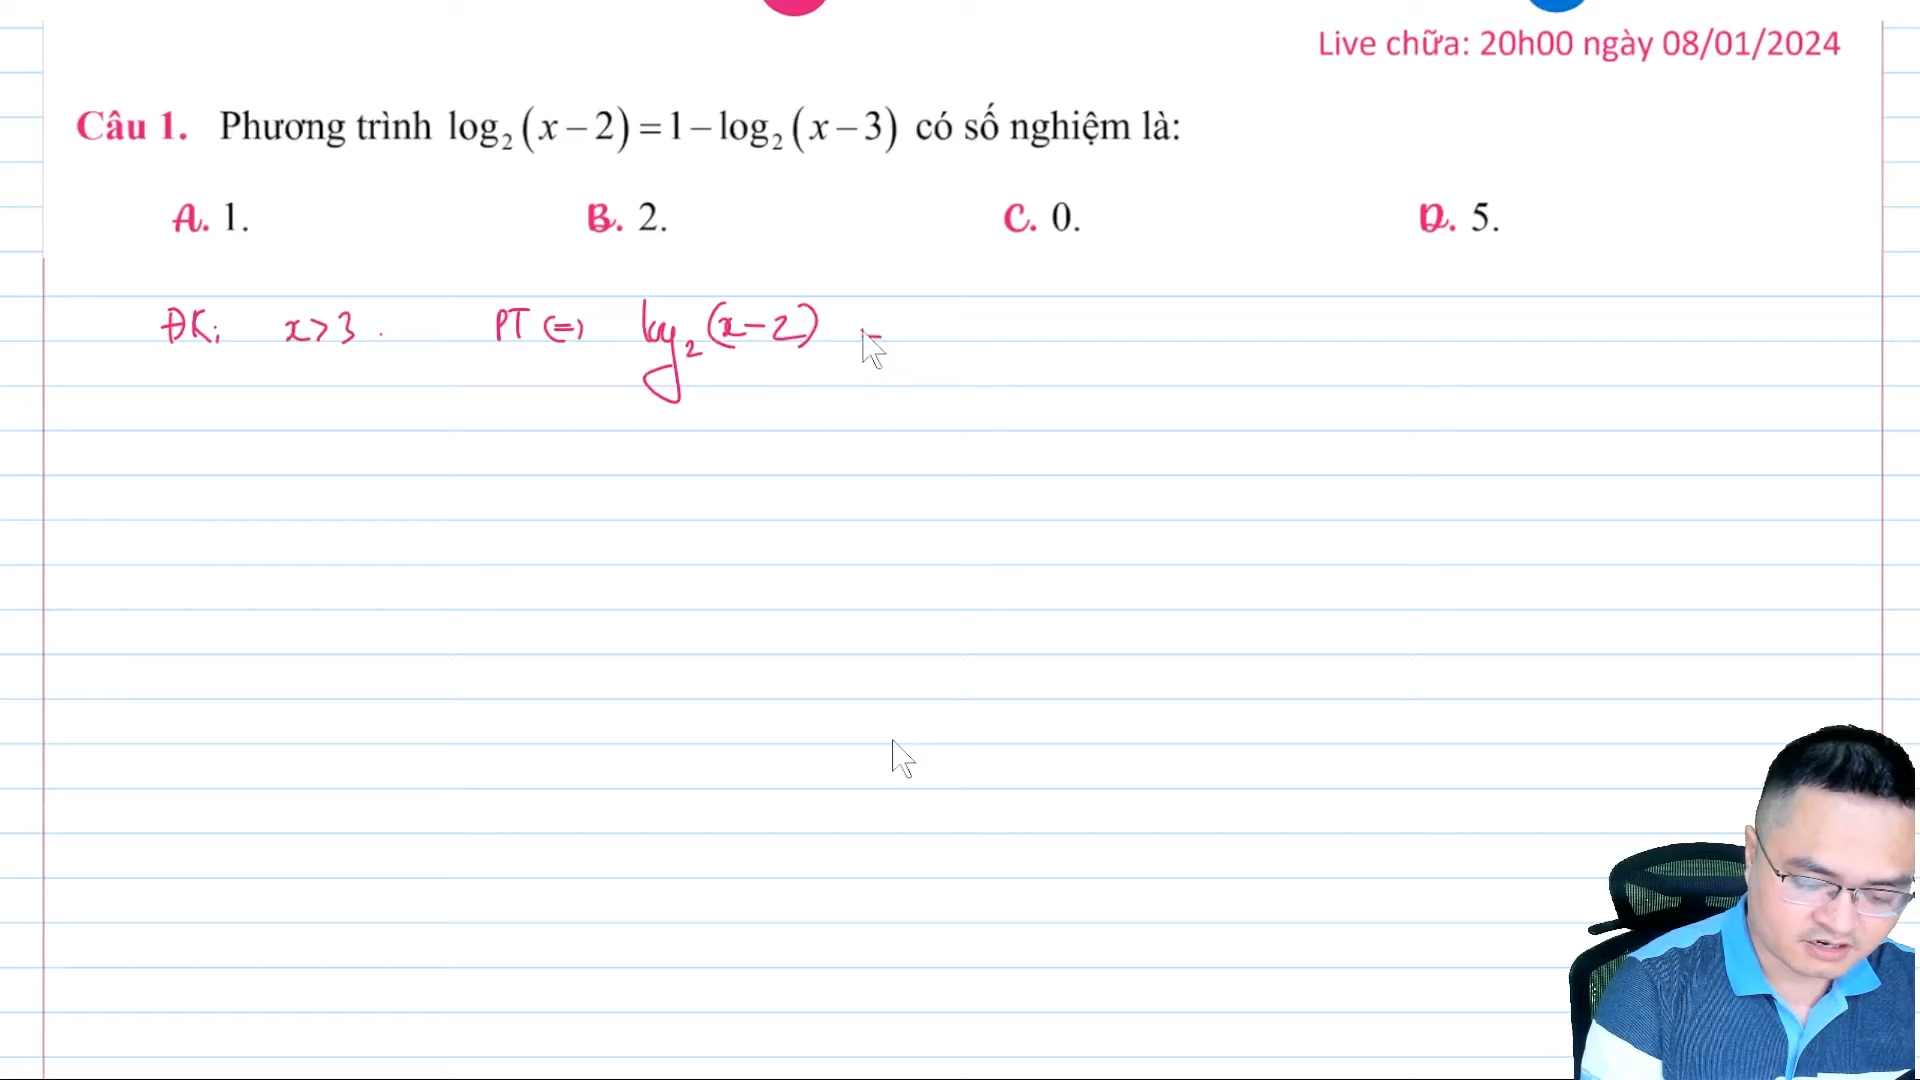 Live chữa: 20h00 ngày 08/01/2024
Câu 1. Phương trình log₂(x−2)=1−log₂(x−3) có số nghiệm là:
A. 1. B. 2. C. 0. D. 5.
ĐK: x>3. PT ⇔ log₂(x−2)